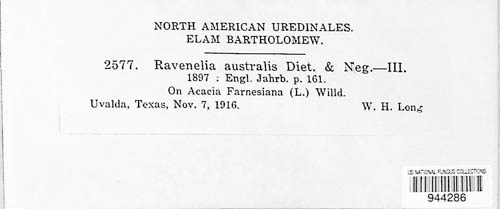 NORTH AMERICAN UREDINALES.
ELAM BARTHOLOMEW.
2577. Ravenelia australis Diet. & Neg.—III.
1897 : Engl. Jahrb. p. 161.
On Acacia Farnesiana (L.) Willd.
Uvalda, Texas, Nov. 7, 1916. W. H. Long
US NATIONAL FUNGUS COLLECTIONS
944286